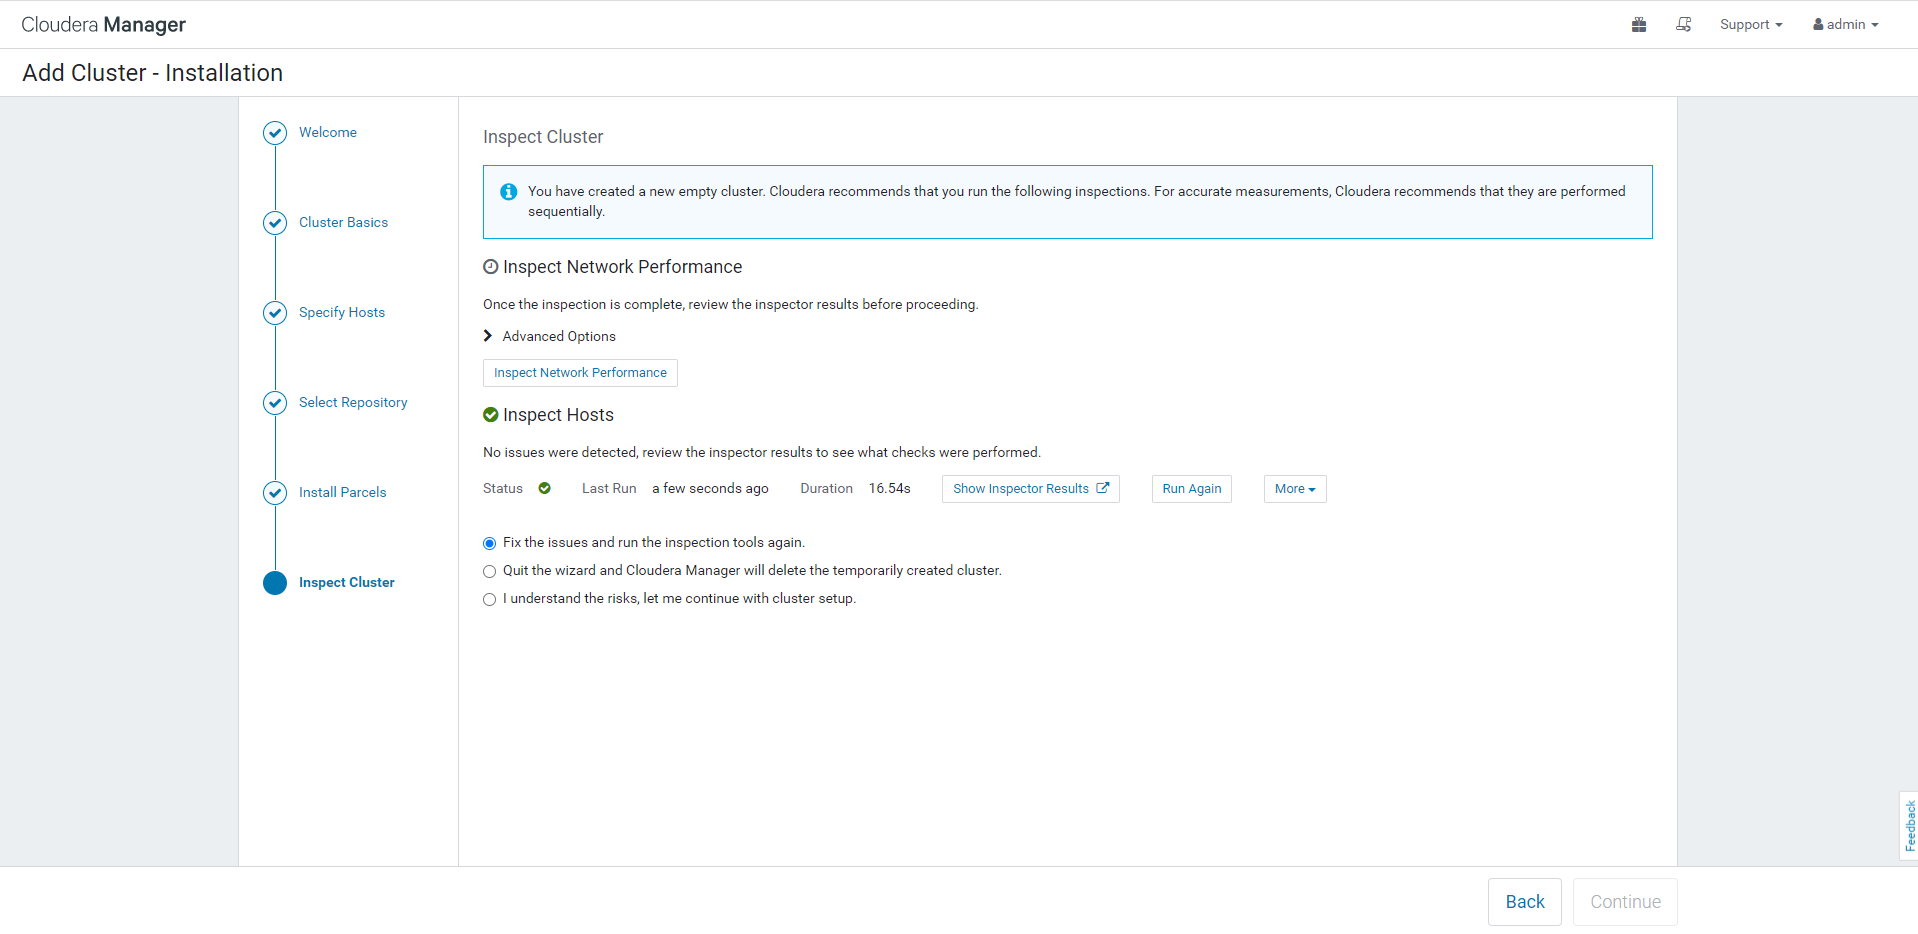 Cloudera Manager
Support
admin
Add Cluster - Installation
Welcome
Cluster Basics
Specify Hosts
Select Repository
Install Parcels
Inspect Cluster
Inspect Cluster
You have created a new empty cluster. Cloudera recommends that you run the following inspections. For accurate measurements, Cloudera recommends that they are performed
sequentially.
Inspect Network Performance
Once the inspection is complete, review the inspector results before proceeding.
Advanced Options
Inspect Network Performance
Inspect Hosts
No issues were detected, review the inspector results to see what checks were performed.
Status Last Run a few seconds ago Duration 16.54s Show Inspector Results Run Again More
Fix the issues and run the inspection tools again.
Quit the wizard and Cloudera Manager will delete the temporarily created cluster.
I understand the risks, let me continue with cluster setup.
Feedback
Back
Continue